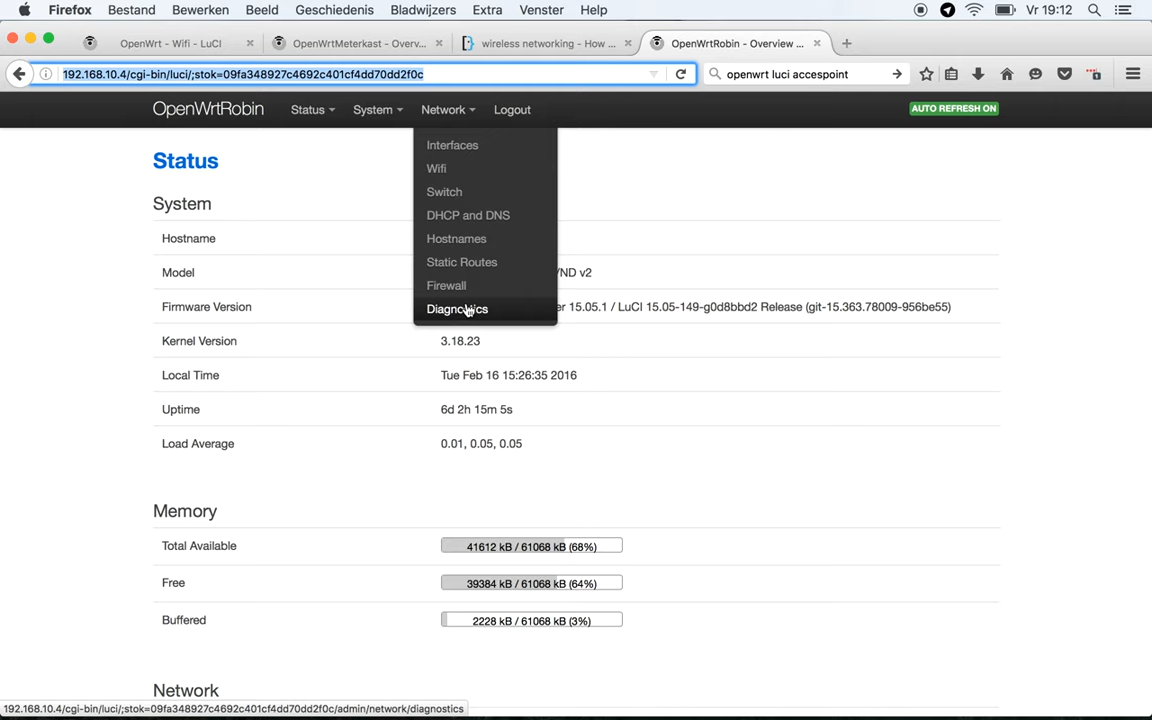 Firefox Bestand Bewerken Beeld Geschiedenis Bladwijzers Extra Venster Help Vr 19:12
OpenWrt - Wifi - LuCI × OpenWrtMeterkast - Overv... × wireless networking - How ... × OpenWrtRobin - Overview ... × +
192.168.10.4/cgi-bin/luci/;stok=09fa348927c4692c401cf4dd70dd2f0c openwrt luci accespoint
OpenWrtRobin Status System Network Logout AUTO REFRESH ON
Interfaces
Wifi
Switch
DHCP and DNS
Hostnames
Static Routes
Firewall
Diagnostics
Status
System
Hostname
Model /ND v2
Firmware Version er 15.05.1 / LuCI 15.05-149-g0d8bbd2 Release (git-15.363.78009-956be55)
Kernel Version 3.18.23
Local Time Tue Feb 16 15:26:35 2016
Uptime 6d 2h 15m 5s
Load Average 0.01, 0.05, 0.05
Memory
Total Available 41612 kB / 61068 kB (68%)
Free 39384 kB / 61068 kB (64%)
Buffered 2228 kB / 61068 kB (3%)
Network
192.168.10.4/cgi-bin/luci/;stok=09fa348927c4692c401cf4dd70dd2f0c/admin/network/diagnostics